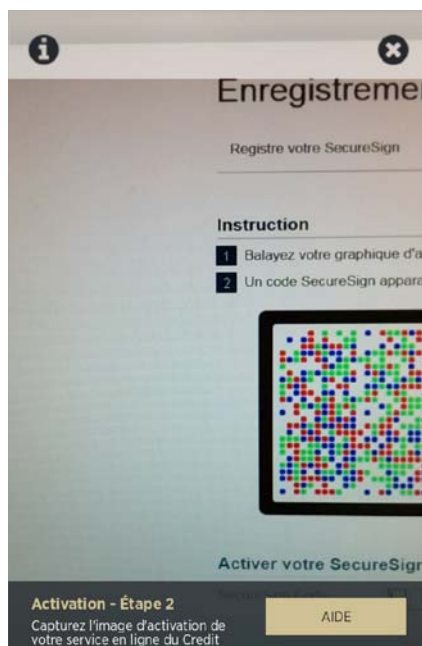 Enregistreme
Registre votre SecureSign
Instruction
1 Balayez votre graphique d'a
2 Un code SecureSign appara
Activer votre SecureSign
Activation - Étape 2
Capturez l'image d'activation de
votre service en ligne du Credit
AIDE